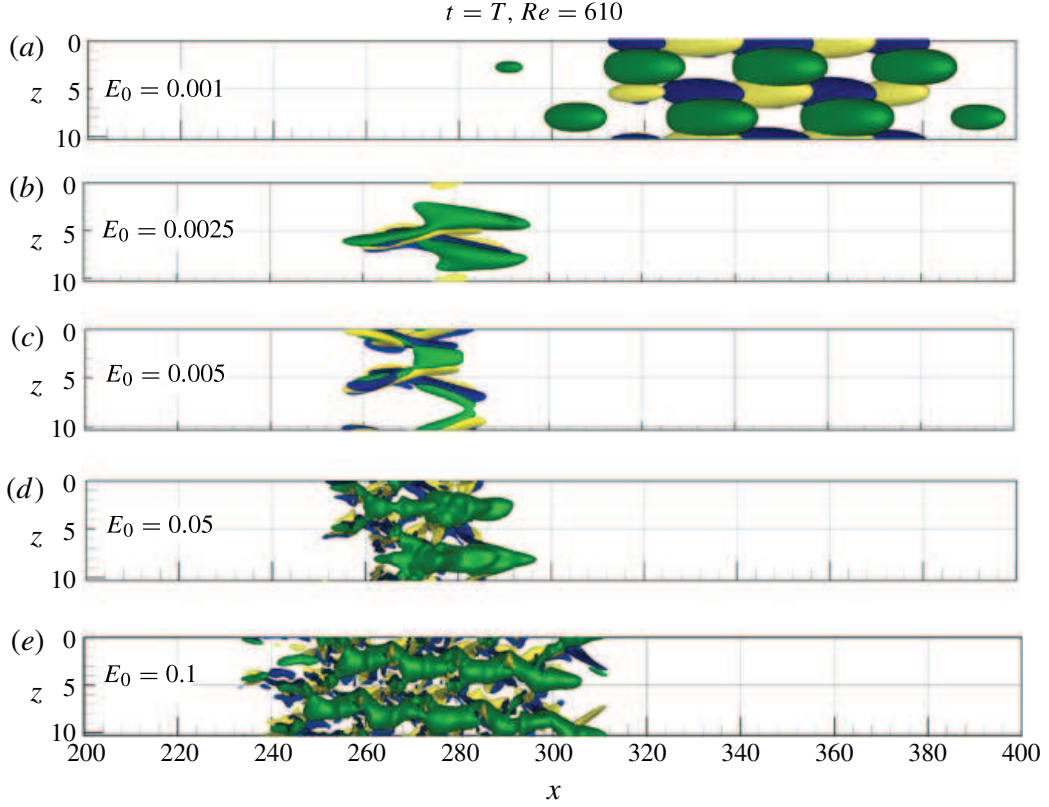 t = T, Re = 610
(a) 0
E₀ = 0.001
z 5
10
(b) 0
E₀ = 0.0025
z 5
10
(c) 0
E₀ = 0.005
z 5
10
(d) 0
E₀ = 0.05
z 5
10
(e) 0
E₀ = 0.1
z 5
10
200 220 240 260 280 300 320 340 360 380 400
x